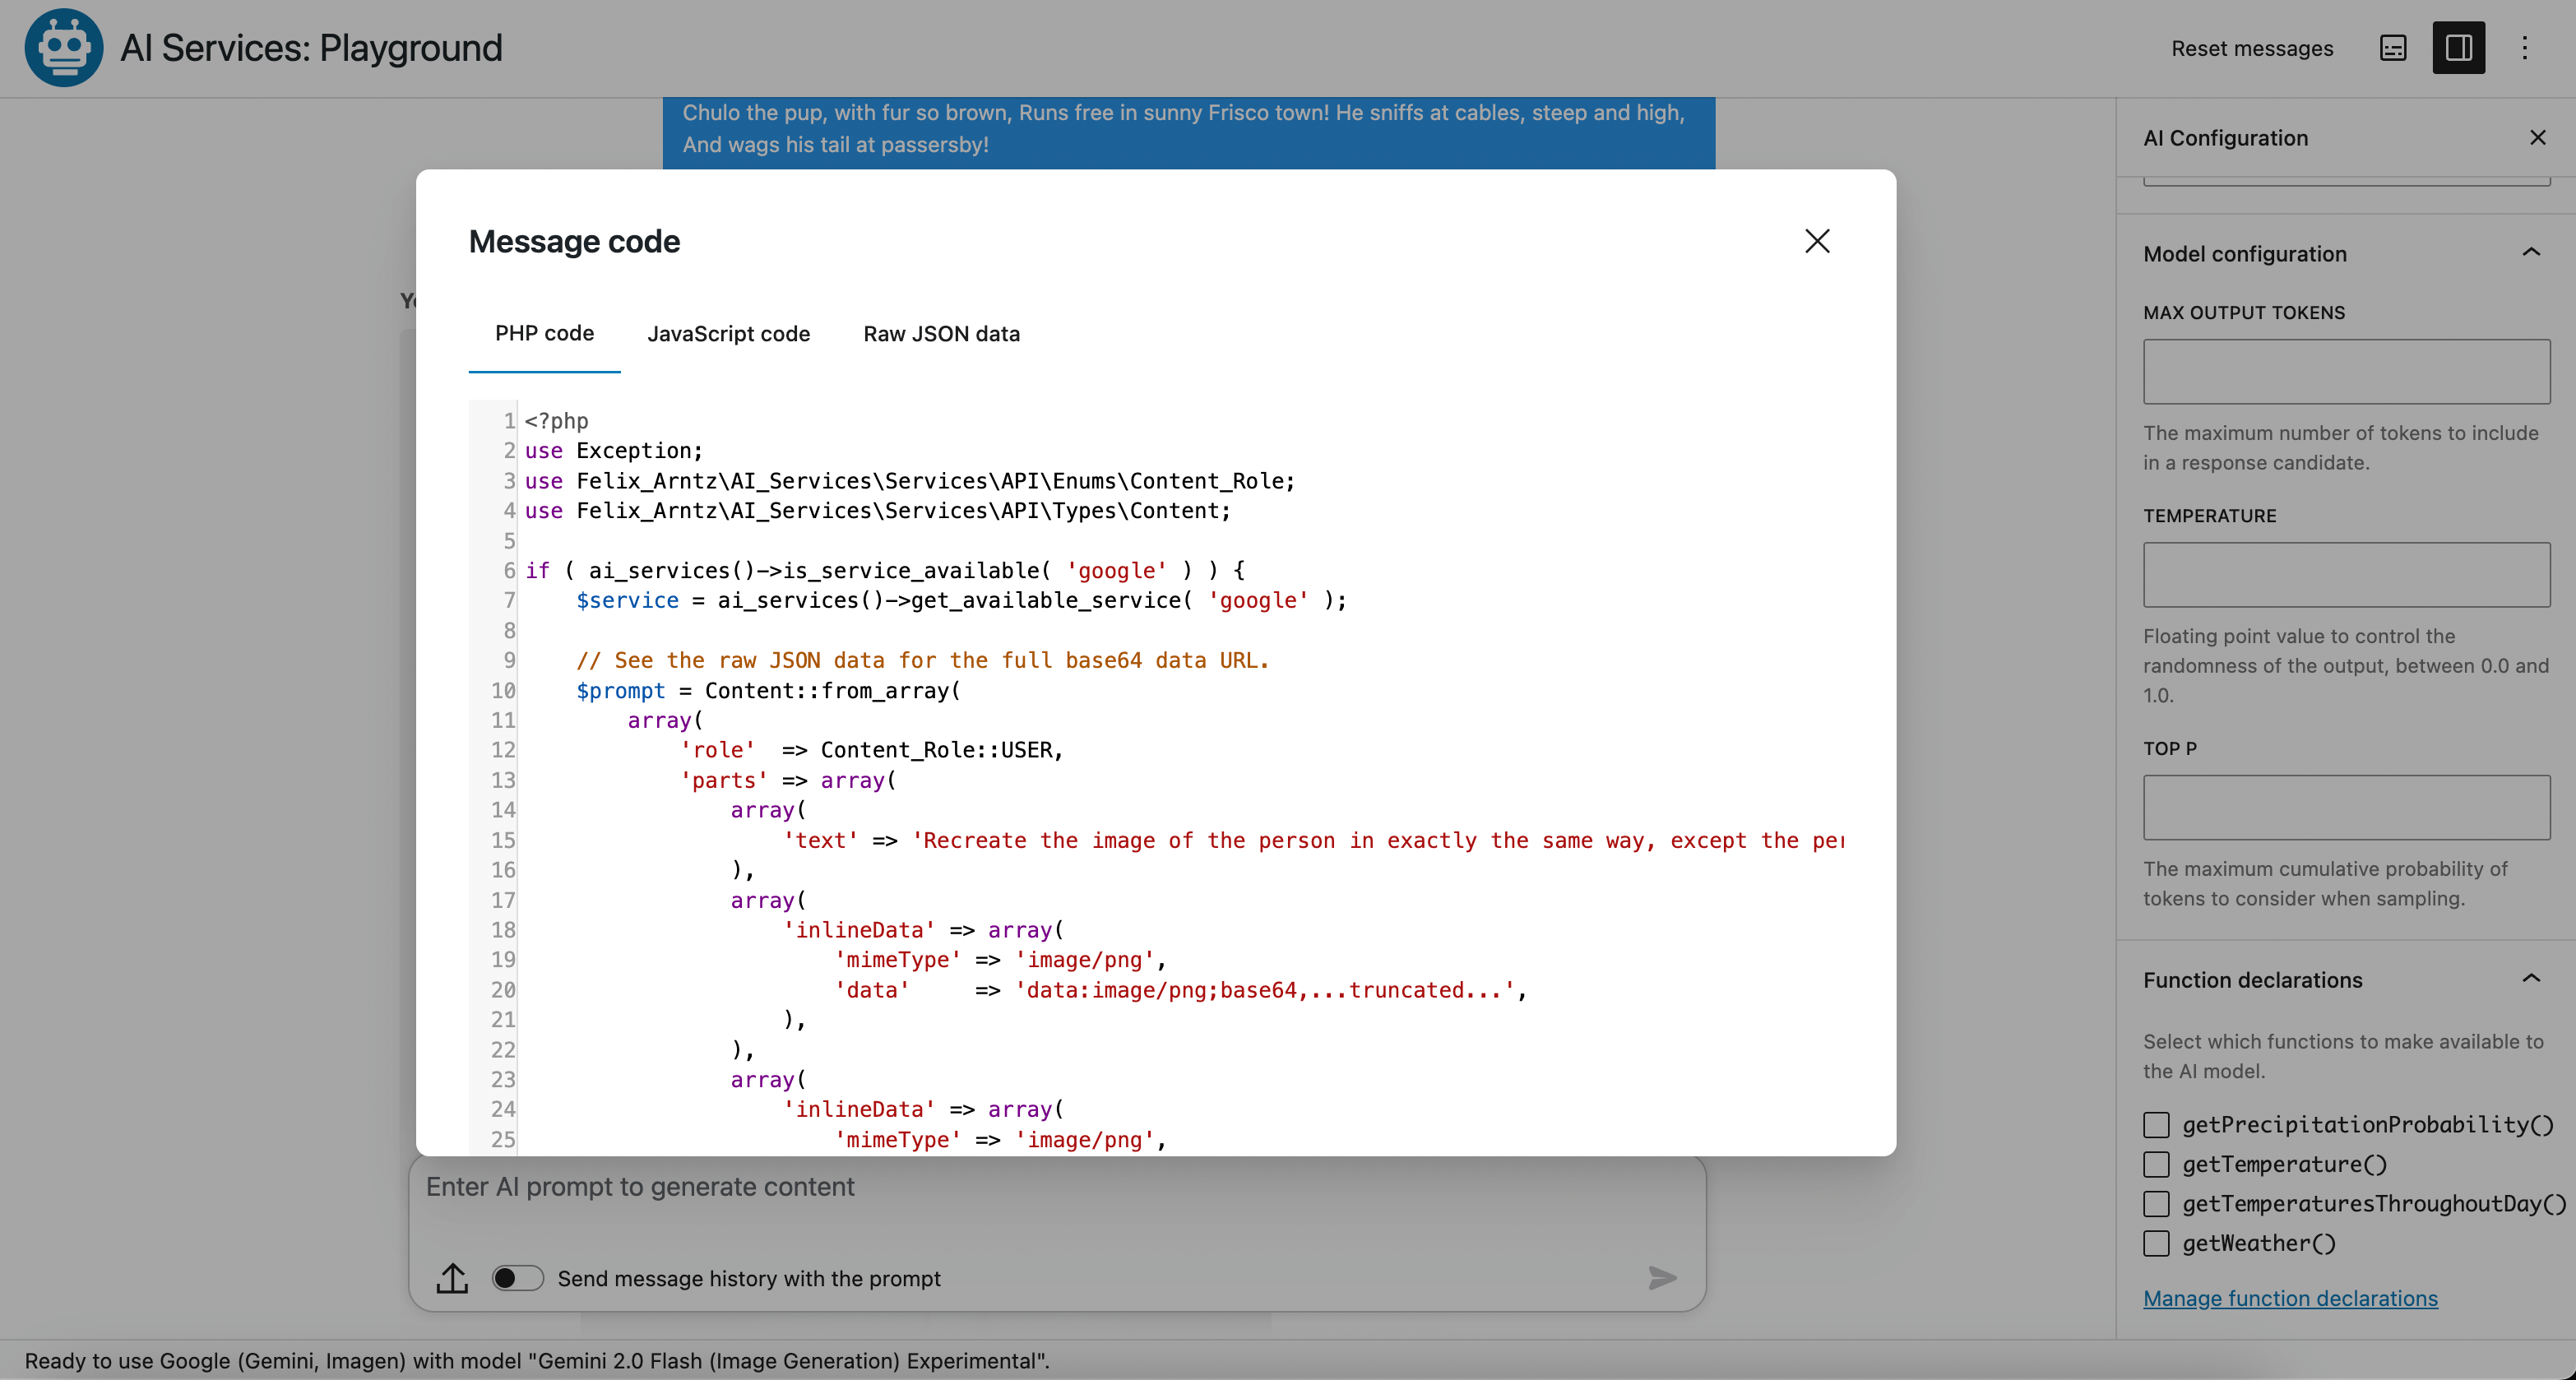 AI Services: Playground
Reset messages
Chulo the pup, with fur so brown, Runs free in sunny Frisco town! He sniffs at cables, steep and high,
And wags his tail at passersby!
Message code
PHP code
JavaScript code
Raw JSON data
1 <?php
2 use Exception;
3 use Felix_Arntz\AI_Services\Services\API\Enums\Content_Role;
4 use Felix_Arntz\AI_Services\Services\API\Types\Content;
5
6 if ( ai_services()->is_service_available( 'google' ) ) {
7     $service = ai_services()->get_available_service( 'google' );
8
9     // See the raw JSON data for the full base64 data URL.
10     $prompt = Content::from_array(
11         array(
12             'role'  => Content_Role::USER,
13             'parts' => array(
14                 array(
15                     'text' => 'Recreate the image of the person in exactly the same way, except the
16                 ),
17                 array(
18                     'inlineData' => array(
19                         'mimeType' => 'image/png',
20                         'data'     => 'data:image/png;base64,...truncated...',
21                     ),
22                 ),
23                 array(
24                     'inlineData' => array(
25                         'mimeType' => 'image/png',
Enter AI prompt to generate content
Send message history with the prompt
AI Configuration
Model configuration
MAX OUTPUT TOKENS
The maximum number of tokens to include
in a response candidate.
TEMPERATURE
Floating point value to control the
randomness of the output, between 0.0 and
1.0.
TOP P
The maximum cumulative probability of
tokens to consider when sampling.
Function declarations
Select which functions to make available to
the AI model.
getPrecipitationProbability()
getTemperature()
getTemperaturesThroughoutDay()
getWeather()
Manage function declarations
Ready to use Google (Gemini, Imagen) with model "Gemini 2.0 Flash (Image Generation) Experimental".